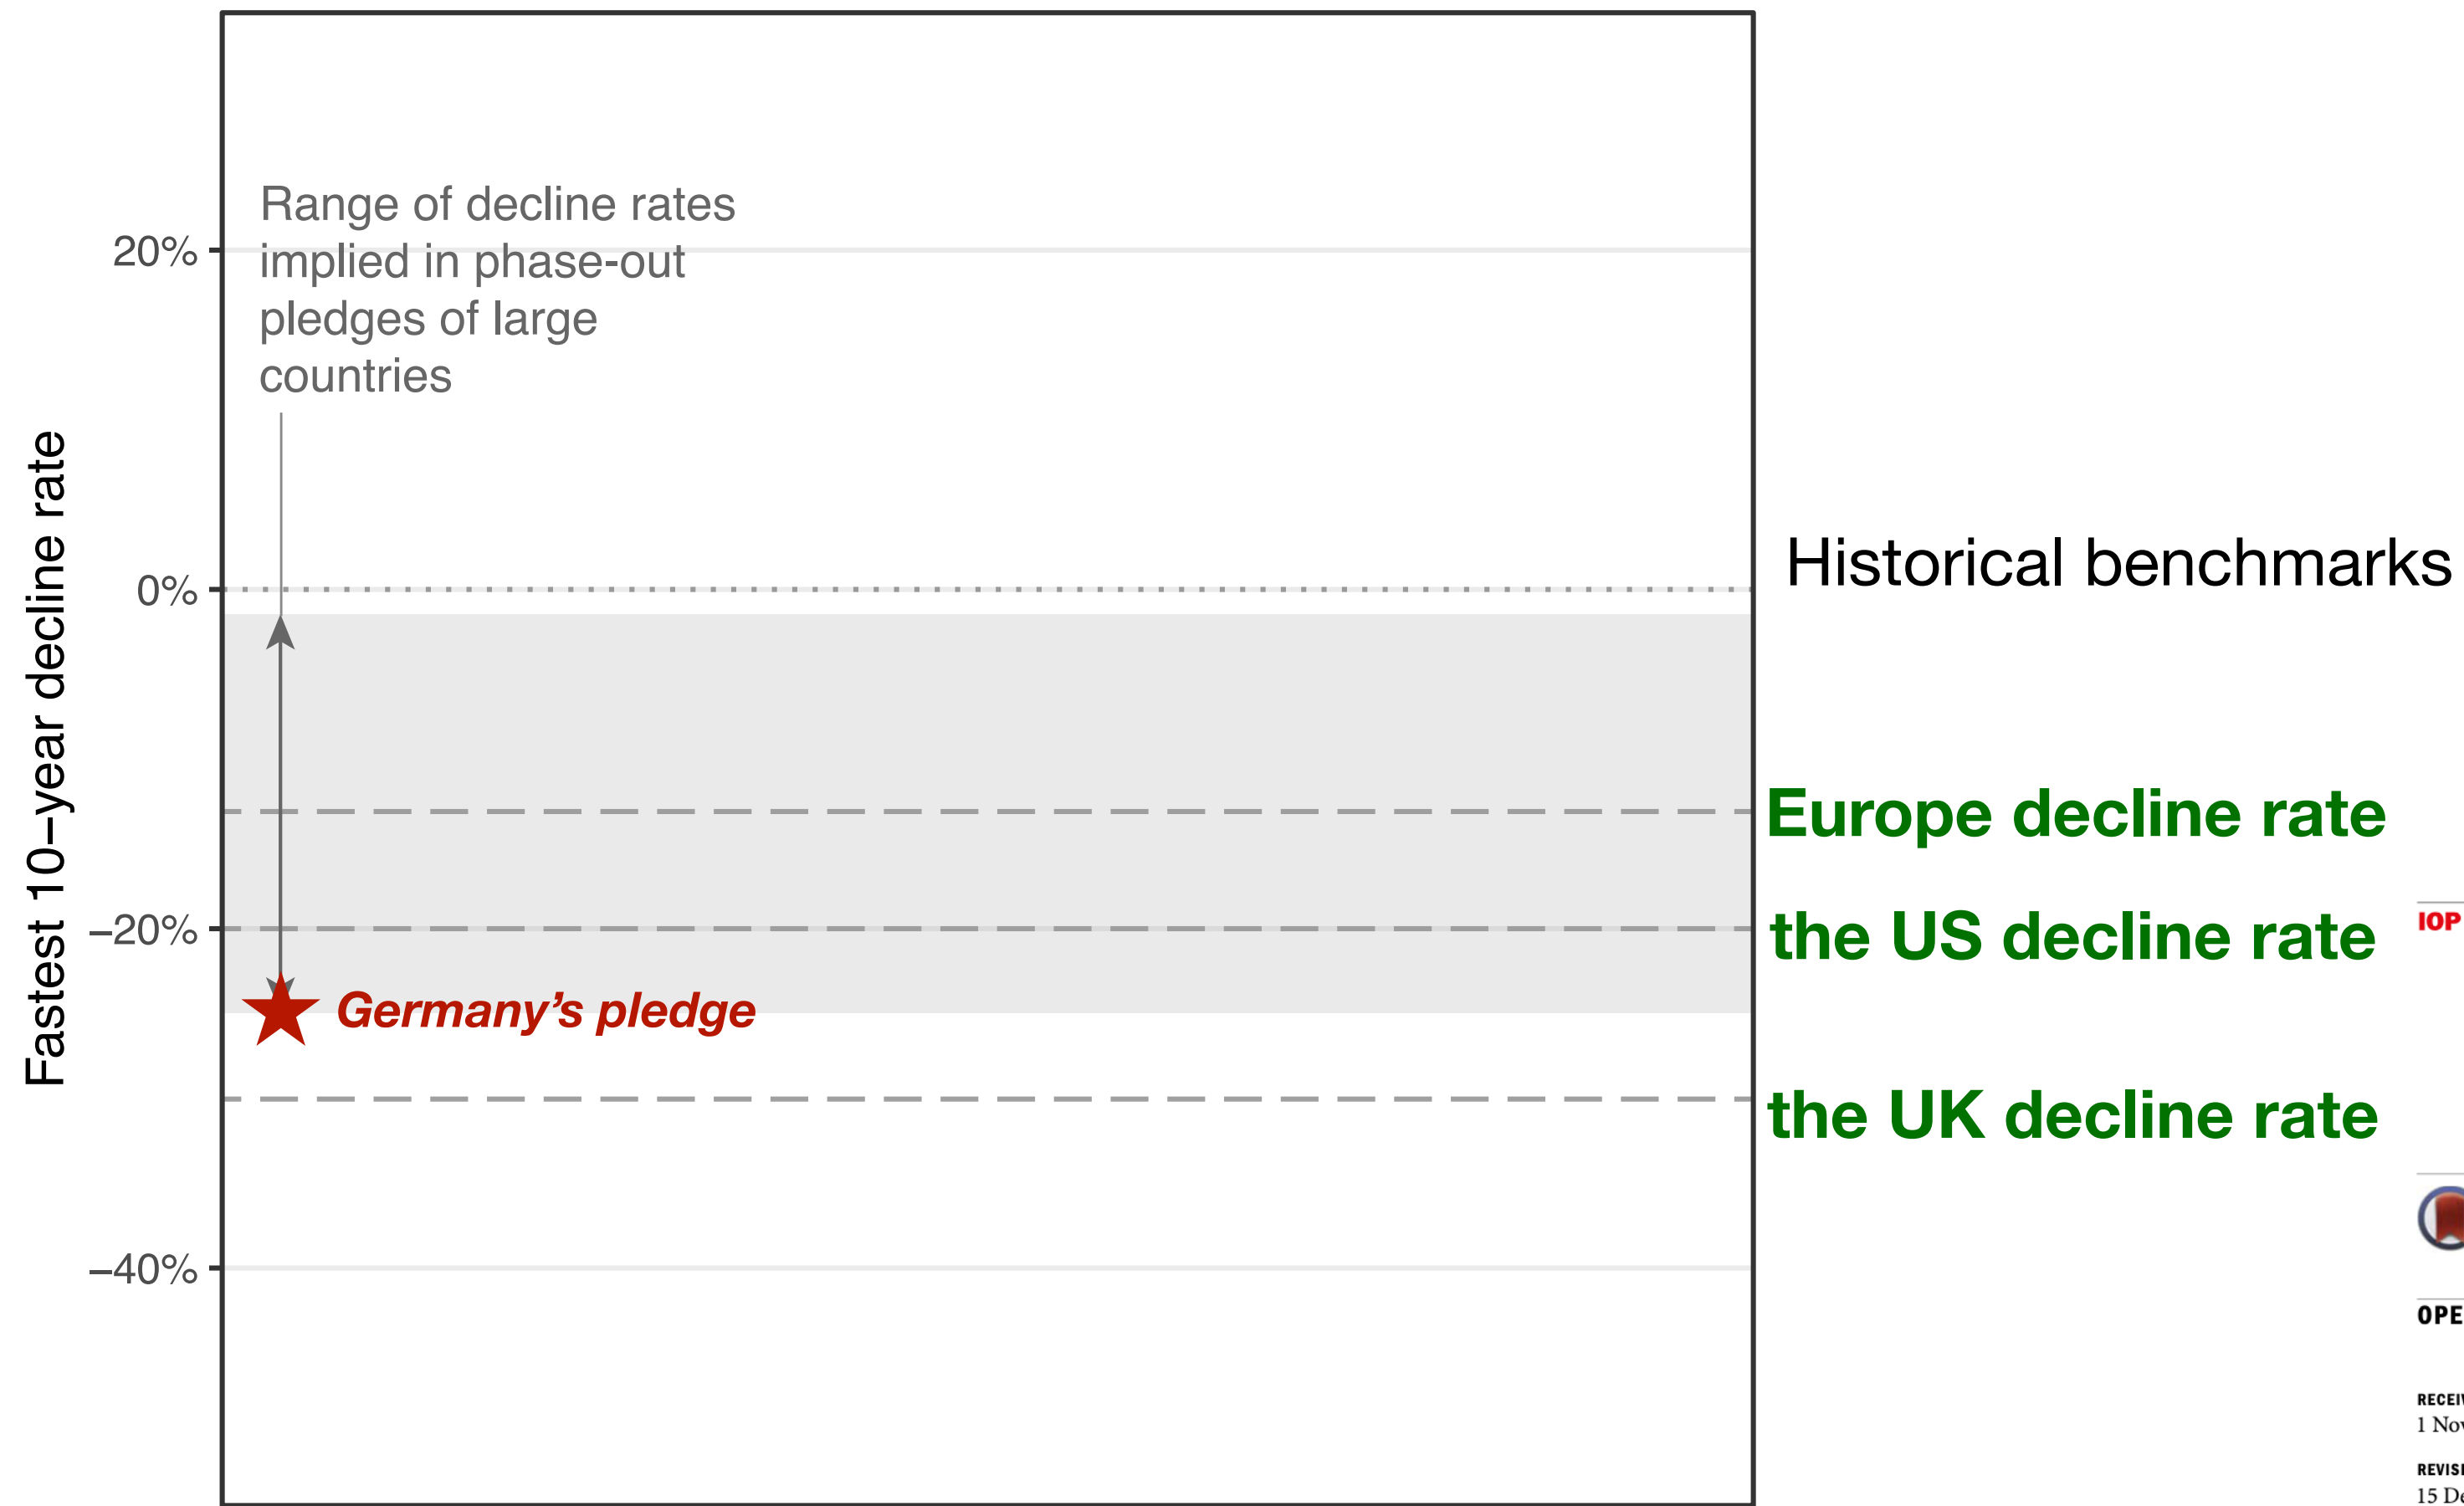 Range of decline rates
implied in phase-out
pledges of large
countries
20%
0%
−20%
−40%
Fastest 10−year decline rate
Germany’s pledge
Historical benchmarks
Europe decline rate
the US decline rate
the UK decline rate
IOP
OPE
RECEI
1 Nov
REVIS
15 De